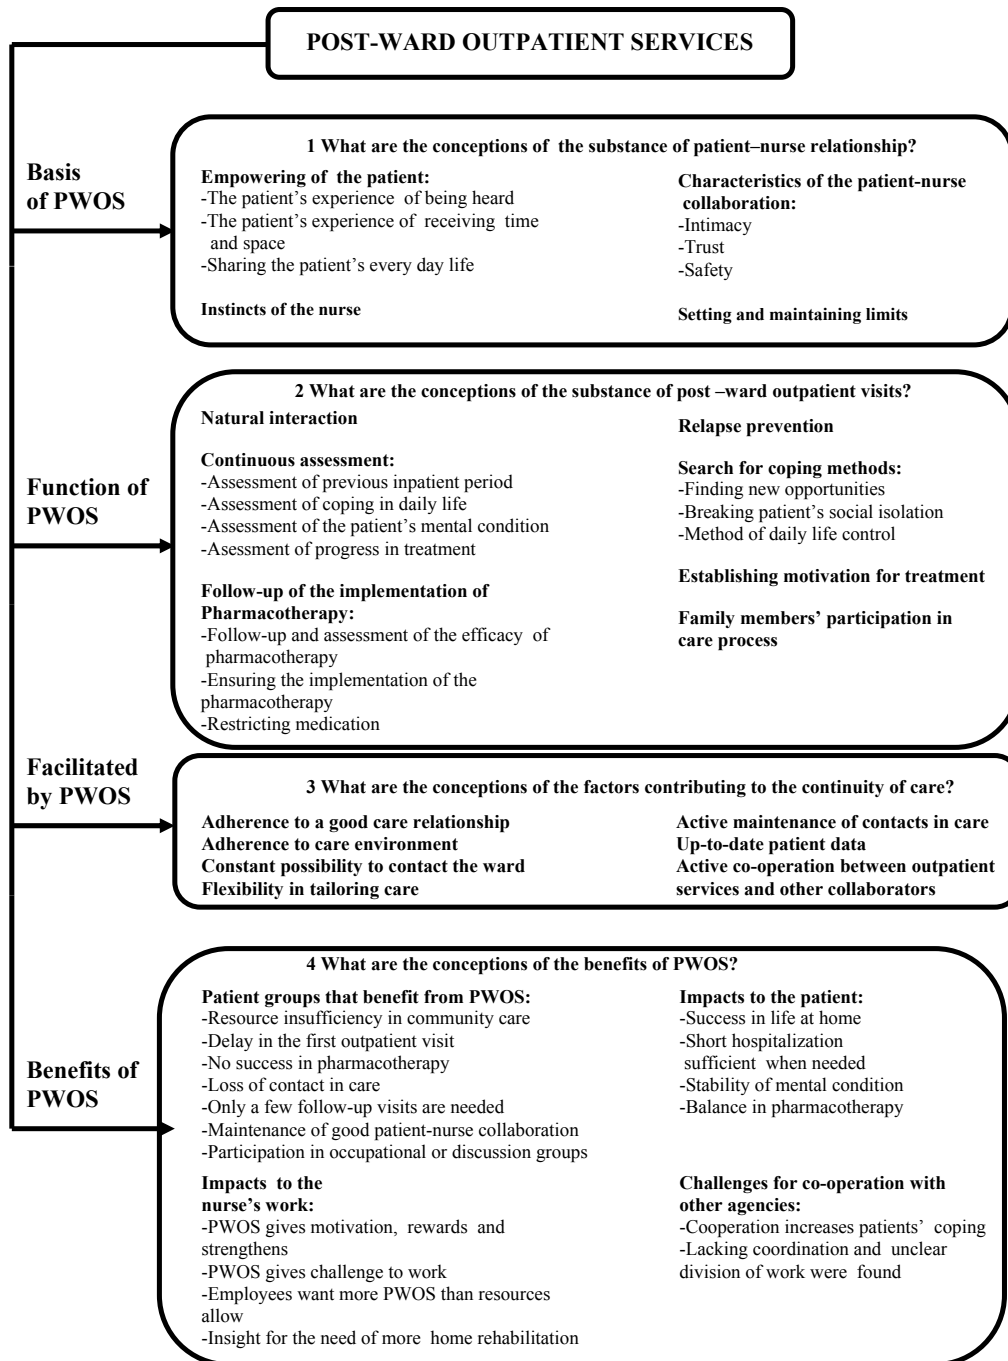 POST-WARD OUTPATIENT SERVICES
Basis
of PWOS
1 What are the conceptions of the substance of patient–nurse relationship?
Empowering of the patient:
-The patient's experience of being heard
-The patient's experience of receiving time
and space
-Sharing the patient's every day life
Instincts of the nurse
Characteristics of the patient-nurse
collaboration:
-Intimacy
-Trust
-Safety
Setting and maintaining limits
Function of
PWOS
2 What are the conceptions of the substance of post –ward outpatient visits?
Natural interaction
Continuous assessment:
-Assessment of previous inpatient period
-Assessment of coping in daily life
-Assessment of the patient's mental condition
-Asessment of progress in treatment
Follow-up of the implementation of
Pharmacotherapy:
-Follow-up and assessment of the efficacy of
pharmacotherapy
-Ensuring the implementation of the
pharmacotherapy
-Restricting medication
Relapse prevention
Search for coping methods:
-Finding new opportunities
-Breaking patient's social isolation
-Method of daily life control
Establishing motivation for treatment
Family members' participation in
care process
Facilitated
by PWOS
3 What are the conceptions of the factors contributing to the continuity of care?
Adherence to a good care relationship
Adherence to care environment
Constant possibility to contact the ward
Flexibility in tailoring care
Active maintenance of contacts in care
Up-to-date patient data
Active co-operation between outpatient
services and other collaborators
Benefits of
PWOS
4 What are the conceptions of the benefits of PWOS?
Patient groups that benefit from PWOS:
-Resource insufficiency in community care
-Delay in the first outpatient visit
-No success in pharmacotherapy
-Loss of contact in care
-Only a few follow-up visits are needed
-Maintenance of good patient-nurse collaboration
-Participation in occupational or discussion groups
Impacts to the patient:
-Success in life at home
-Short hospitalization
sufficient when needed
-Stability of mental condition
-Balance in pharmacotherapy
Impacts to the
nurse's work:
-PWOS gives motivation, rewards and
strengthens
-PWOS gives challenge to work
-Employees want more PWOS than resources
allow
-Insight for the need of more home rehabilitation
Challenges for co-operation with
other agencies:
-Cooperation increases patients' coping
-Lacking coordination and unclear
division of work were found